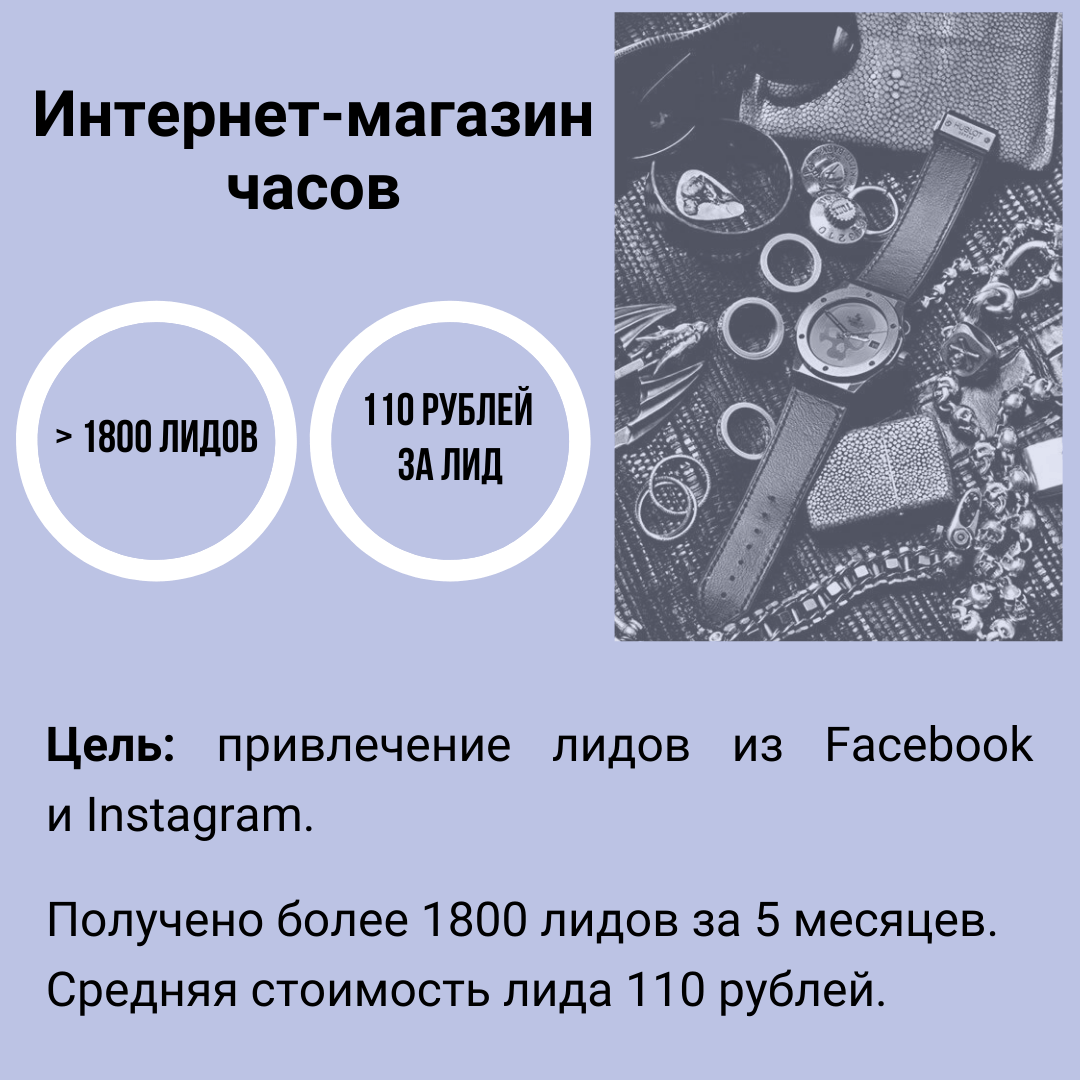 Интернет-магазин
часов
> 1800 ЛИДОВ
110 РУБЛЕЙ
ЗА ЛИД
HUBLOT
Цель: привлечение лидов из Facebook
и Instagram.
Получено более 1800 лидов за 5 месяцев.
Средняя стоимость лида 110 рублей.